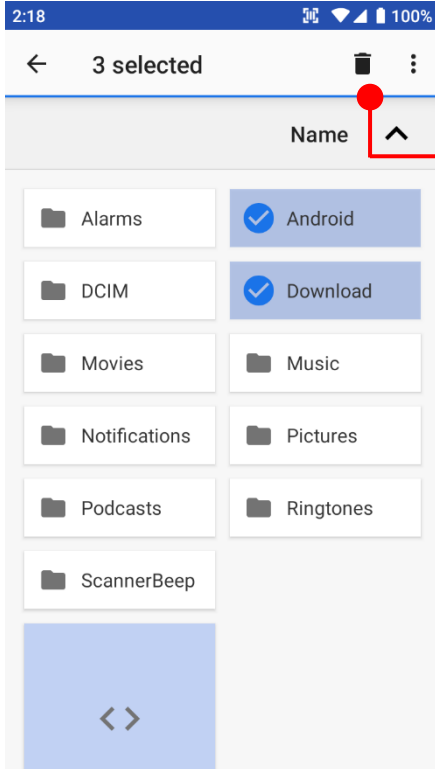 2:18 100%
3 selected
Name
Alarms Android
DCIM Download
Movies Music
Notifications Pictures
Podcasts Ringtones
ScannerBeep